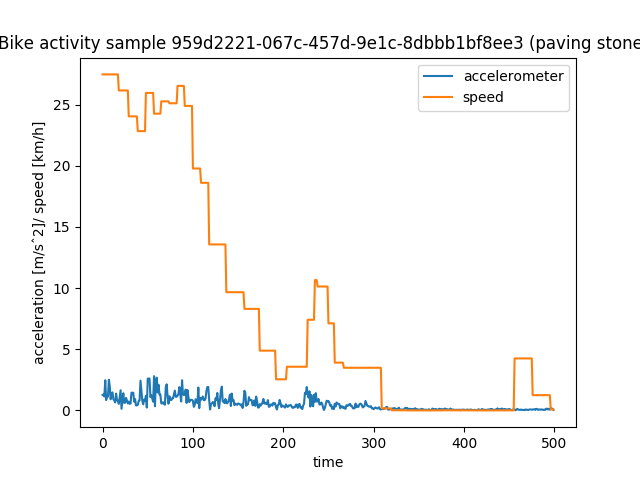 Bike activity sample 959d2221-067c-457d-9e1c-8dbbb1bf8ee3 (paving stone
accelerometer
speed
acceleration [m/sˆ2]/ speed [km/h]
25
20
15
10
5
0
0 100 200 300 400 500
time